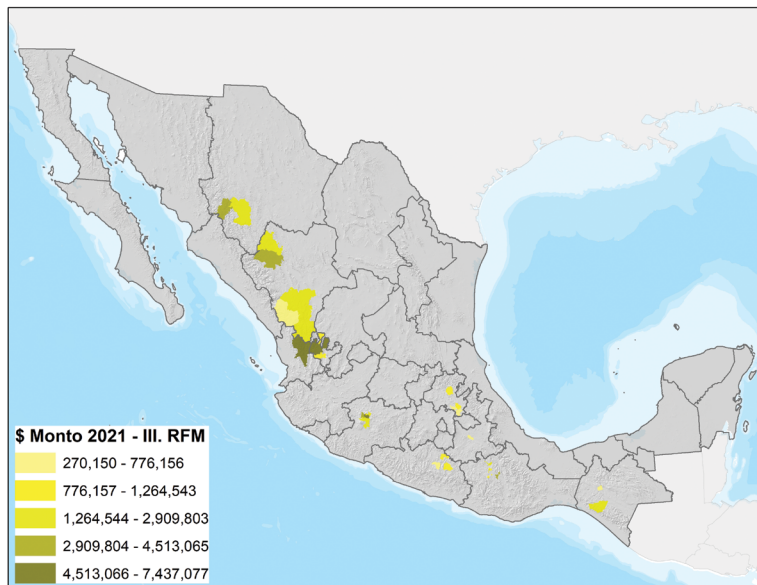 $ Monto 2021 - III. RFM
270,150 - 776,156
776,157 - 1,264,543
1,264,544 - 2,909,803
2,909,804 - 4,513,065
4,513,066 - 7,437,077